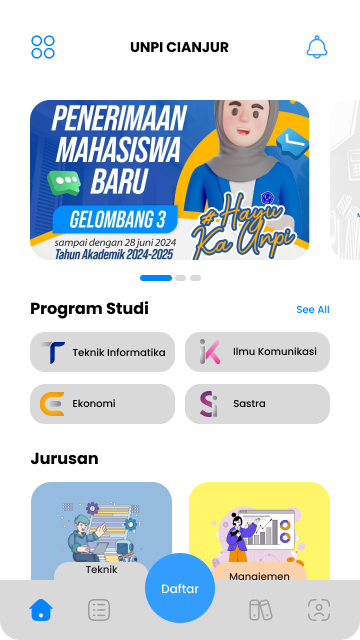 UNPI CIANJUR
PENERIMAAN
MAHASISWA
BARU
GELOMBANG 3
sampai dengan 28 juni 2024
Tahun Akademik 2024-2025
#Hayu
Ka Unpi
Program Studi
See All
Teknik Informatika
Ilmu Komunikasi
Ekonomi
Sastra
Jurusan
Teknik
Manajemen
Daftar